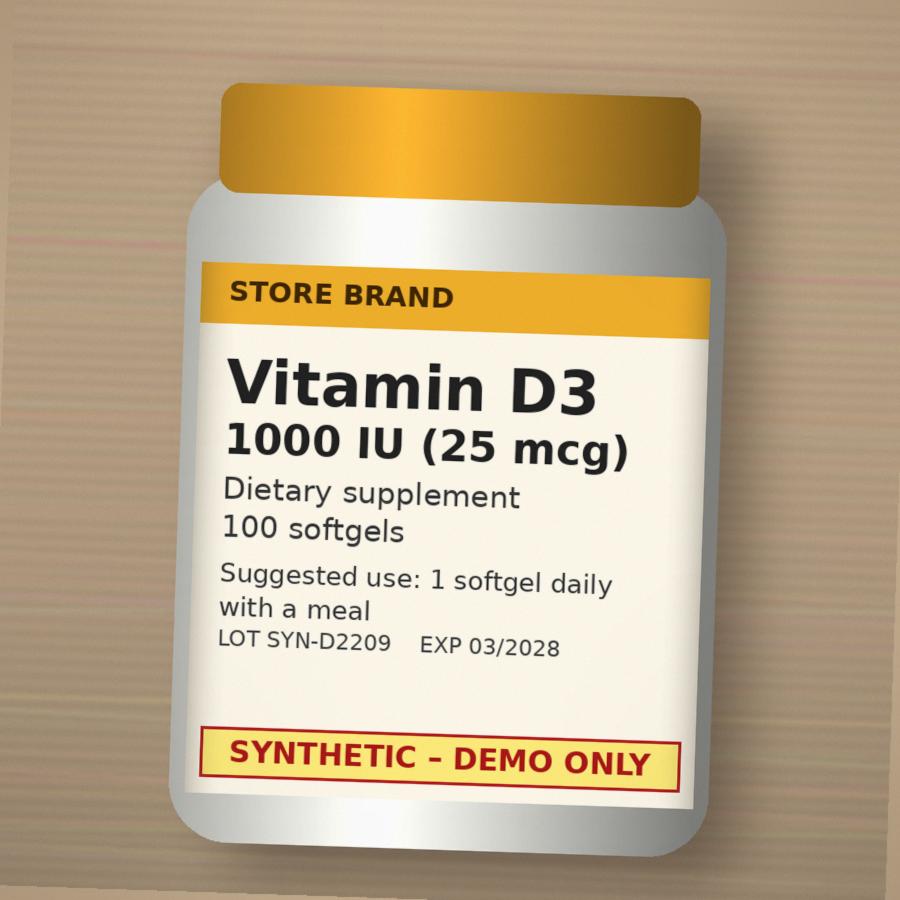 STORE BRAND
Vitamin D3
1000 IU (25 mcg)
Dietary supplement
100 softgels
Suggested use: 1 softgel daily
with a meal
LOT SYN-D2209 EXP 03/2028
SYNTHETIC – DEMO ONLY